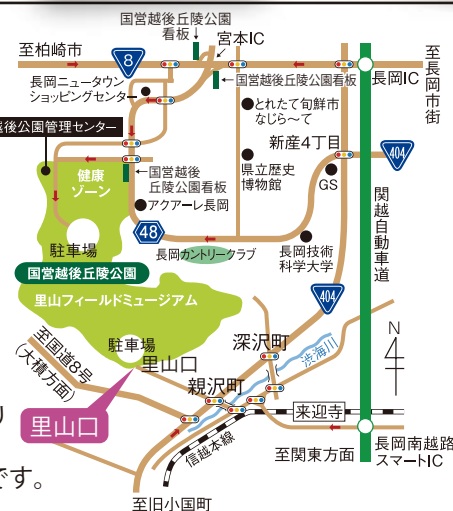 国営越後丘陵公園
看板
宮本IC
至柏崎市
8
長岡IC
至長岡市街
国営越後丘陵公園看板
長岡ニュータウン
ショッピングセンター
とれたて旬鮮市
なじら〜て
越後公園管理センター
新産4丁目
404
健康
ゾーン
国営越後
丘陵公園看板
県立歴史
博物館
GS
アクアーレ長岡
関越自動車道
48
駐車場
長岡カントリークラブ
長岡技術
科学大学
国営越後丘陵公園
404
里山フィールドミュージアム
N
駐車場
里山口
深沢町
渋海川
至国道8号
(大積方面)
親沢町
り
里山口
来迎寺
信越本線
至関東方面
長岡南越路
スマートIC
です。
至旧小国町